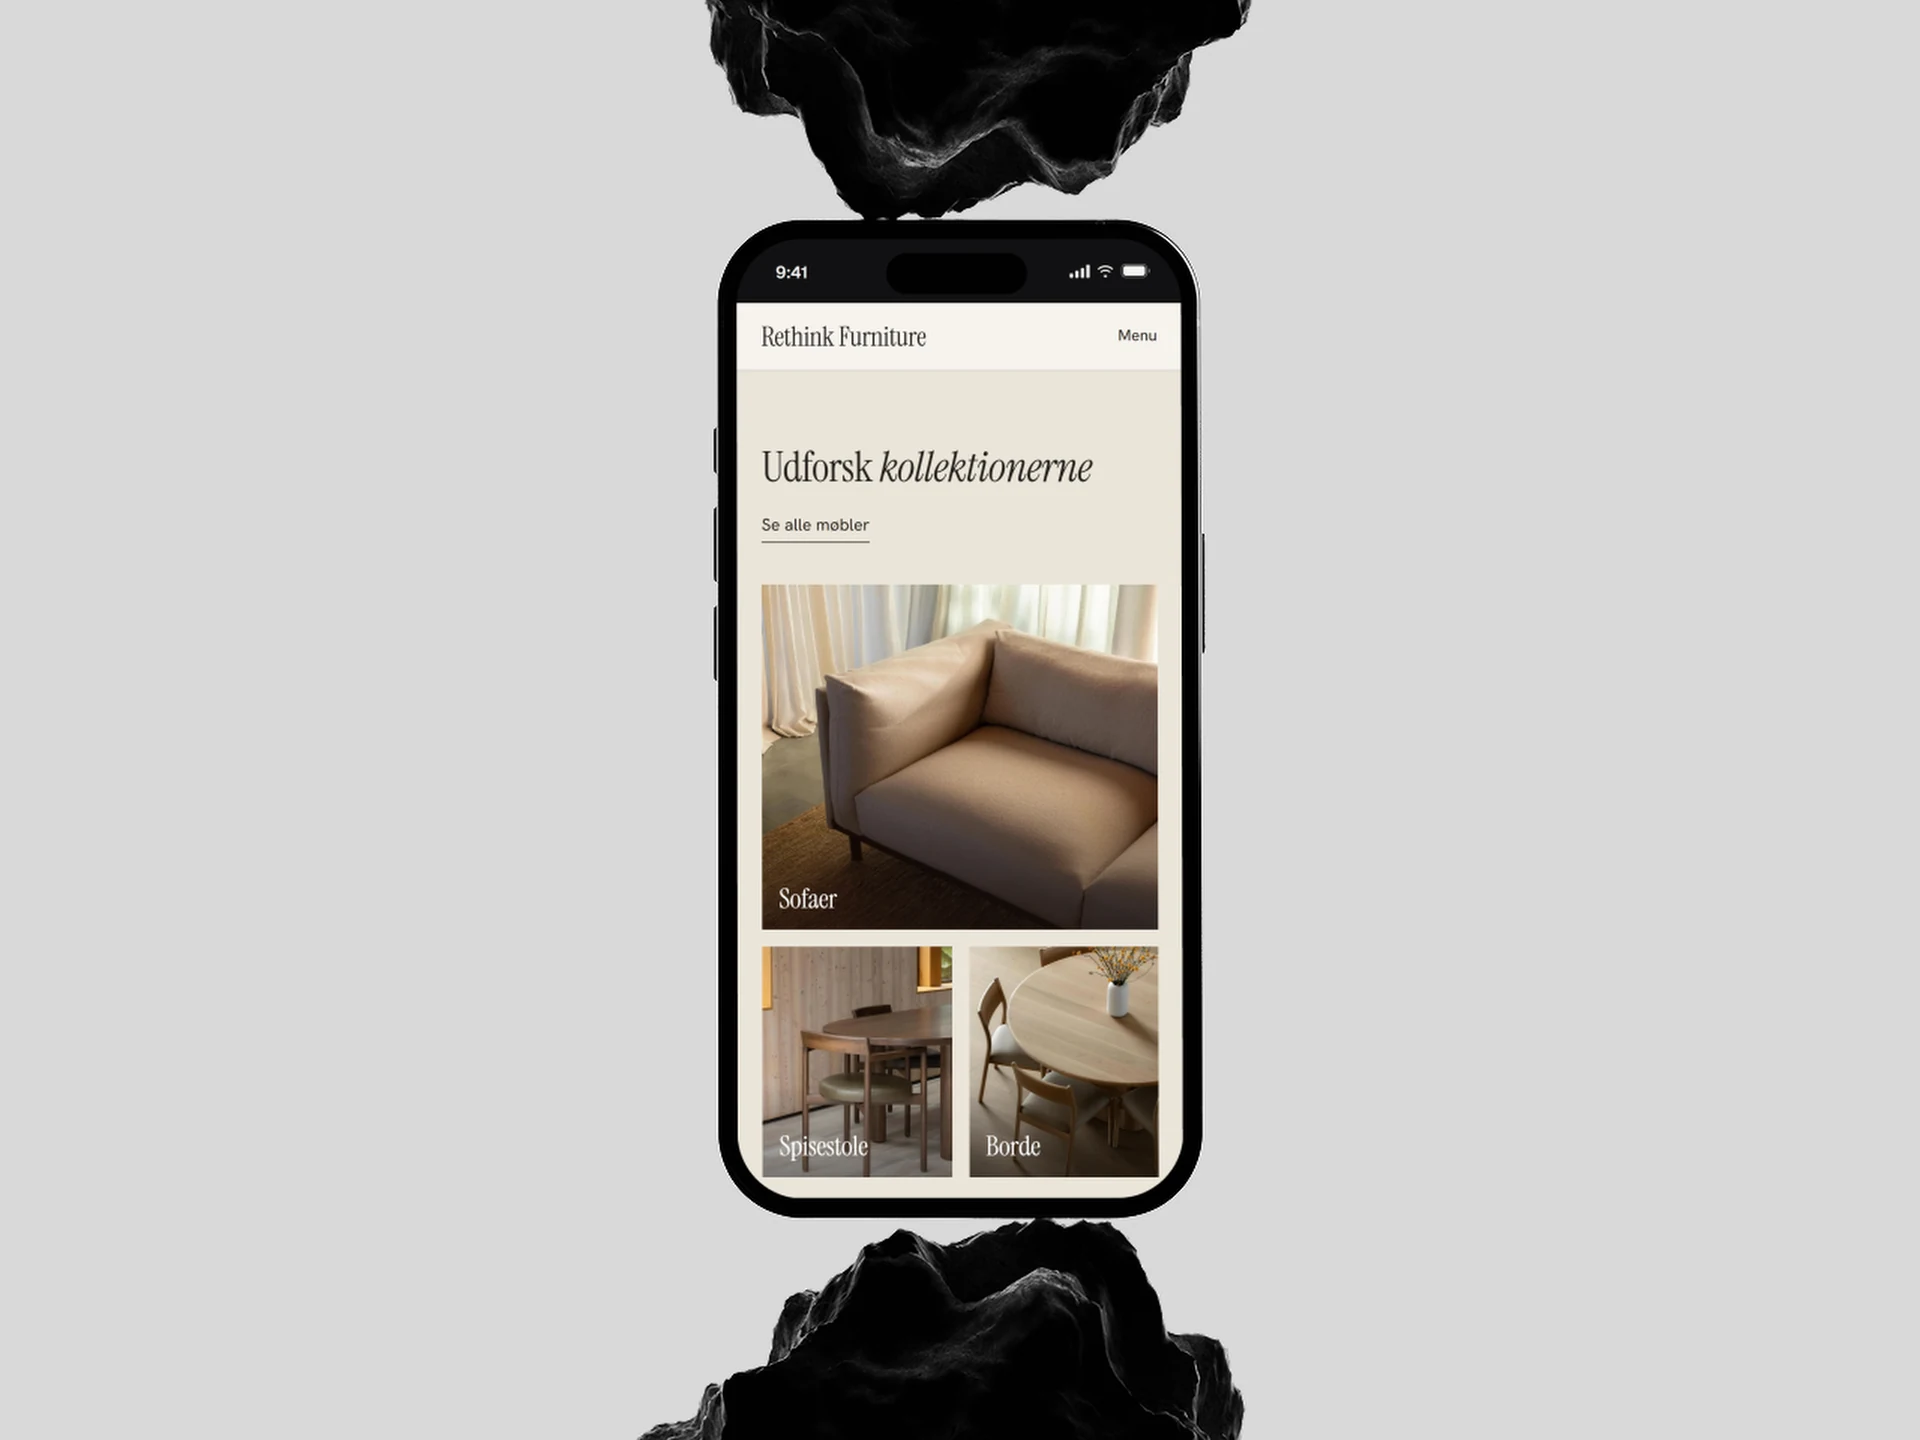 9:41
Rethink Furniture
Menu
Udforsk kollektionerne
Se alle møbler
Sofaer
Spisestole
Borde